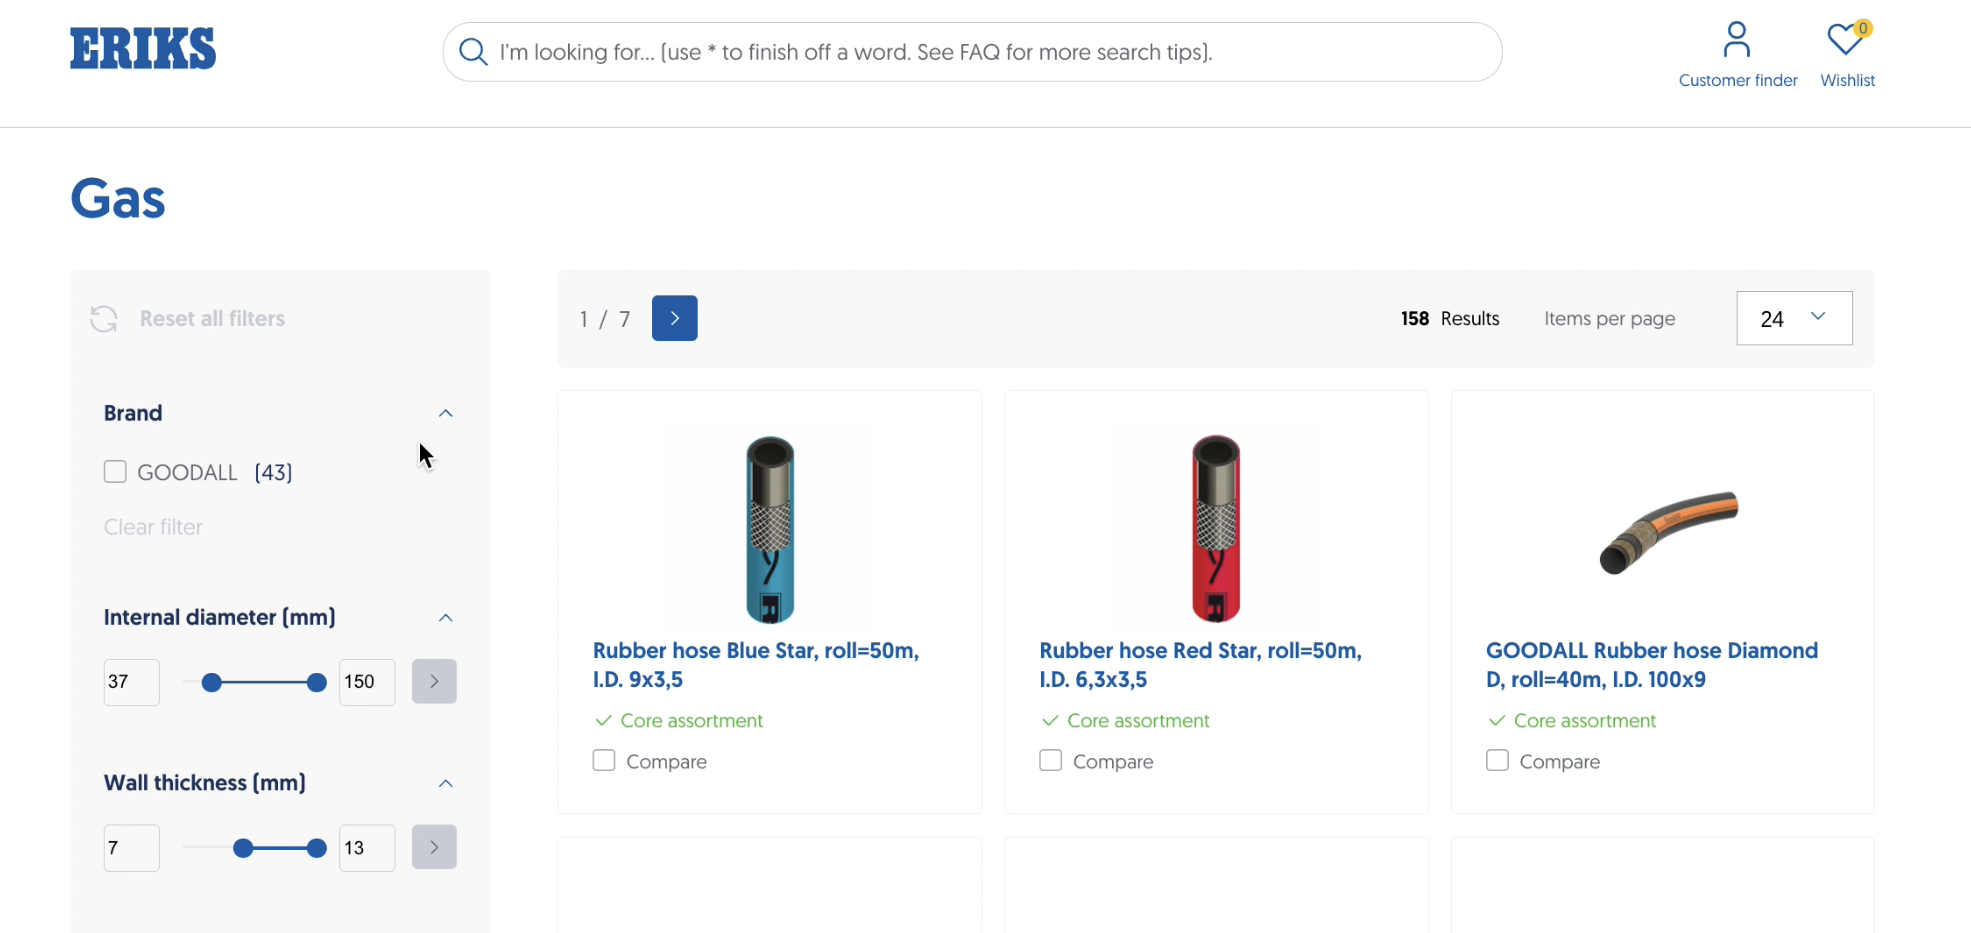 ERIKS
I'm looking for... (use * to finish off a word. See FAQ for more search tips).
0
Customer finder
Wishlist
Gas
Reset all filters
1 / 7
158 Results
Items per page
24
Brand
GOODALL (43)
Clear filter
Internal diameter (mm)
37
150
Wall thickness (mm)
7
13
Rubber hose Blue Star, roll=50m,
I.D. 9x3,5
Core assortment
Compare
Rubber hose Red Star, roll=50m,
I.D. 6,3x3,5
Core assortment
Compare
GOODALL Rubber hose Diamond
D, roll=40m, I.D. 100x9
Core assortment
Compare